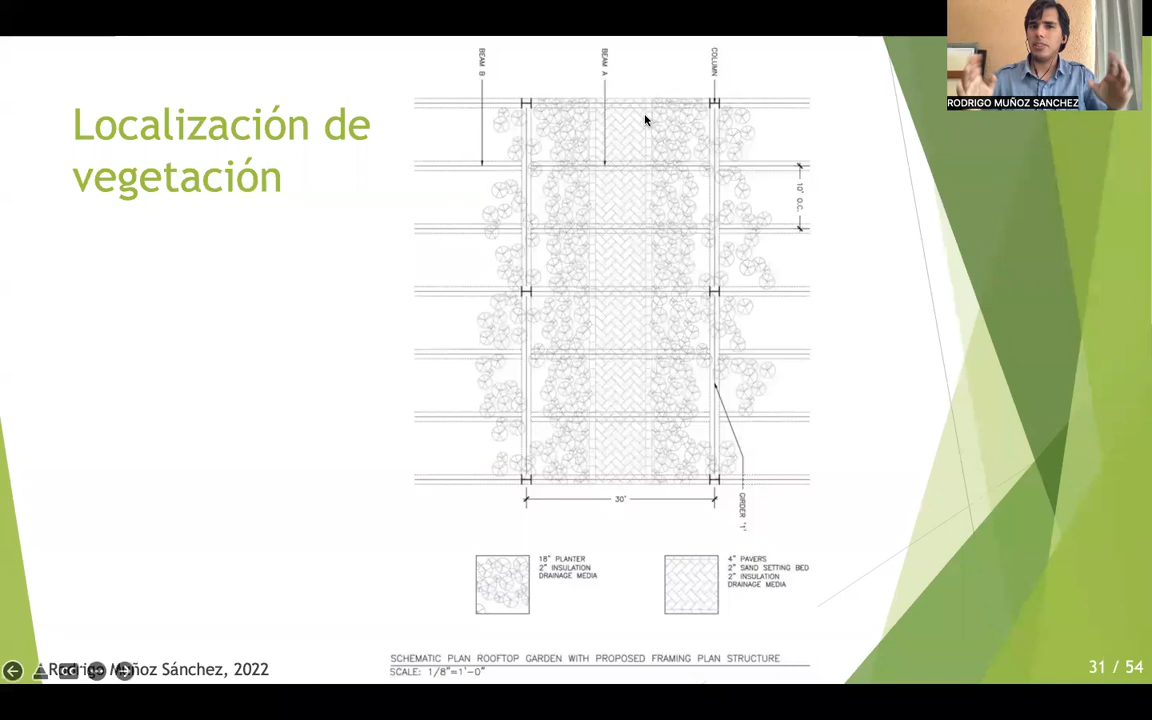 RODRIGO MUÑOZ SANCHEZ
Localización de
vegetación
BEAM B
BEAM A
COLUMN
10' O.C.
30'
GIRDER "1"
18" PLANTER
2" INSULATION
DRAINAGE MEDIA
4" PAVERS
2" SAND SETTING BED
2" INSULATION
DRAINAGE MEDIA
SCHEMATIC PLAN ROOFTOP GARDEN WITH PROPOSED FRAMING PLAN STRUCTURE
SCALE: 1/8"=1'-0"
Rodrigo Muñoz Sánchez, 2022
31 / 54